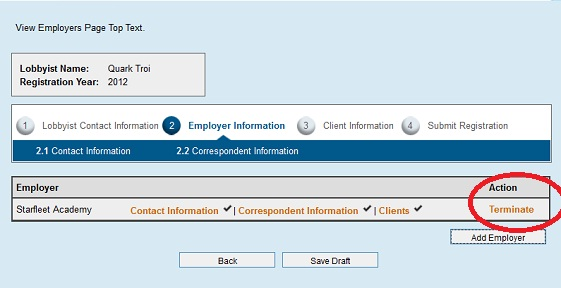 View Employers Page Top Text.
Lobbyist Name: Quark Troi
Registration Year: 2012
1 Lobbyist Contact Information 2 Employer Information 3 Client Information 4 Submit Registration
2.1 Contact Information 2.2 Correspondent Information
Employer Action
Starfleet Academy Contact Information ✔ | Correspondent Information ✔ | Clients ✔ Terminate
Add Employer
Back Save Draft